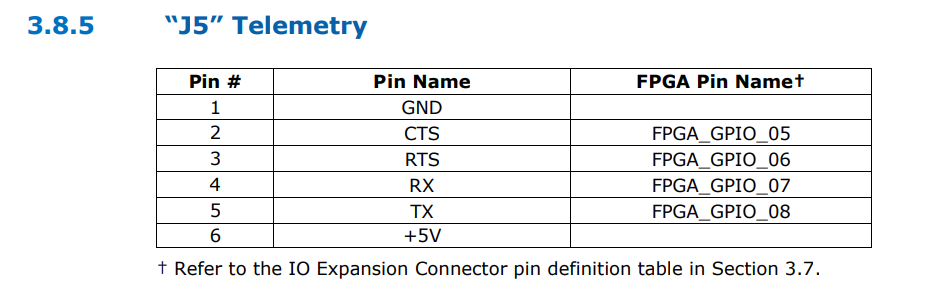 3.8.5 “J5” Telemetry
Pin # Pin Name FPGA Pin Name†
1 GND
2 CTS FPGA_GPIO_05
3 RTS FPGA_GPIO_06
4 RX FPGA_GPIO_07
5 TX FPGA_GPIO_08
6 +5V
† Refer to the IO Expansion Connector pin definition table in Section 3.7.